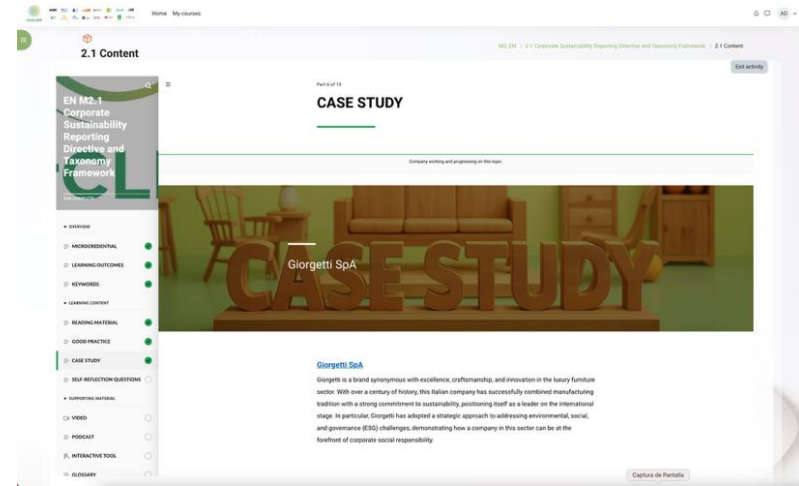 Home My courses
AD
2.1 Content
M2_EN | 2.1 Corporate Sustainability Reporting Directive and Taxonomy Framework | 2.1 Content
Exit activity
EN M2.1
Corporate
Sustainability
Reporting
Directive and
Taxonomy
Framework
OVERVIEW
MICROCREDENTIAL
LEARNING OUTCOMES
KEYWORDS
LEARNING CONTENT
READING MATERIAL
GOOD PRACTICE
CASE STUDY
SELF-REFLECTION QUESTIONS
SUPPORTING MATERIAL
VIDEO
PODCAST
INTERACTIVE TOOL
GLOSSARY
Part 6 of 13
CASE STUDY
Company working and progressing on this topic.
CASE STUDY
Giorgetti SpA
Giorgetti SpA
Giorgetti is a brand synonymous with excellence, craftsmanship, and innovation in the luxury furniture
sector. With over a century of history, this Italian company has successfully combined manufacturing
tradition with a strong commitment to sustainability, positioning itself as a leader on the international
stage. In particular, Giorgetti has adopted a strategic approach to addressing environmental, social,
and governance (ESG) challenges, demonstrating how a company in this sector can be at the
forefront of corporate social responsibility.
Captura de Pantalla